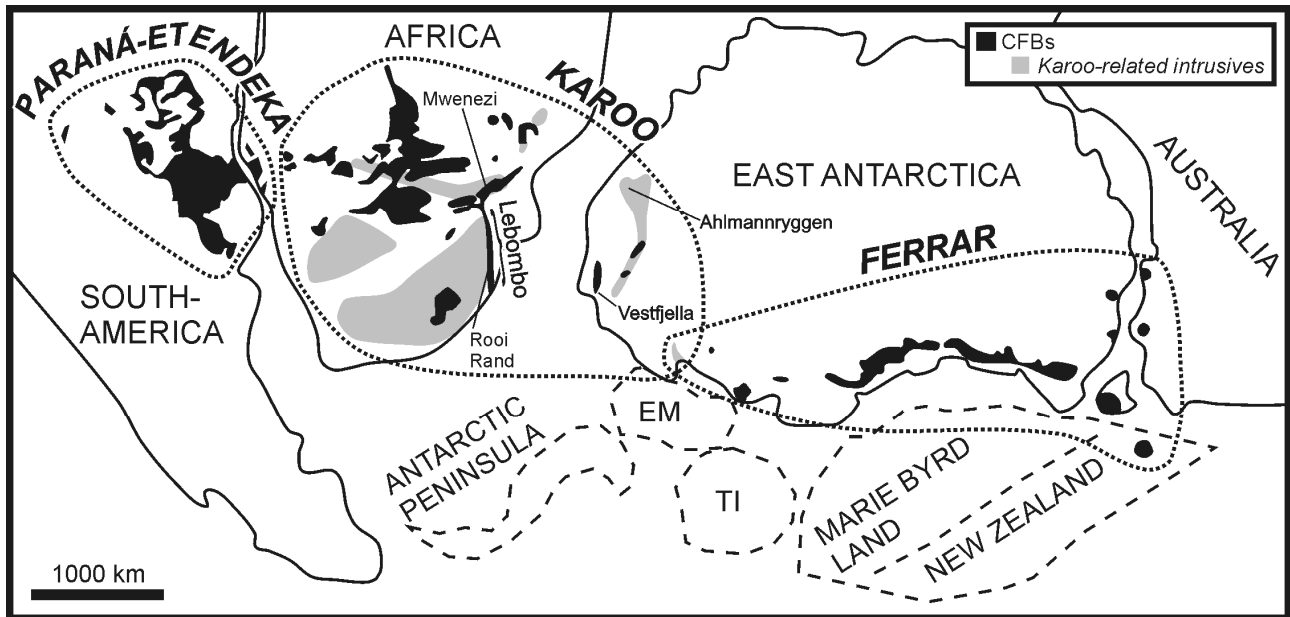 PARANÁ-ETENDEKA
AFRICA
KAROO
CFBs
Karoo-related intrusives
Mwenezi
AUSTRALIA
EAST ANTARCTICA
Ahlmannryggen
Lebombo
FERRAR
SOUTH-
AMERICA
Vestfjella
Rooi
Rand
EM
ANTARCTIC
PENINSULA
TI
MARIE BYRD
LAND
NEW ZEALAND
1000 km